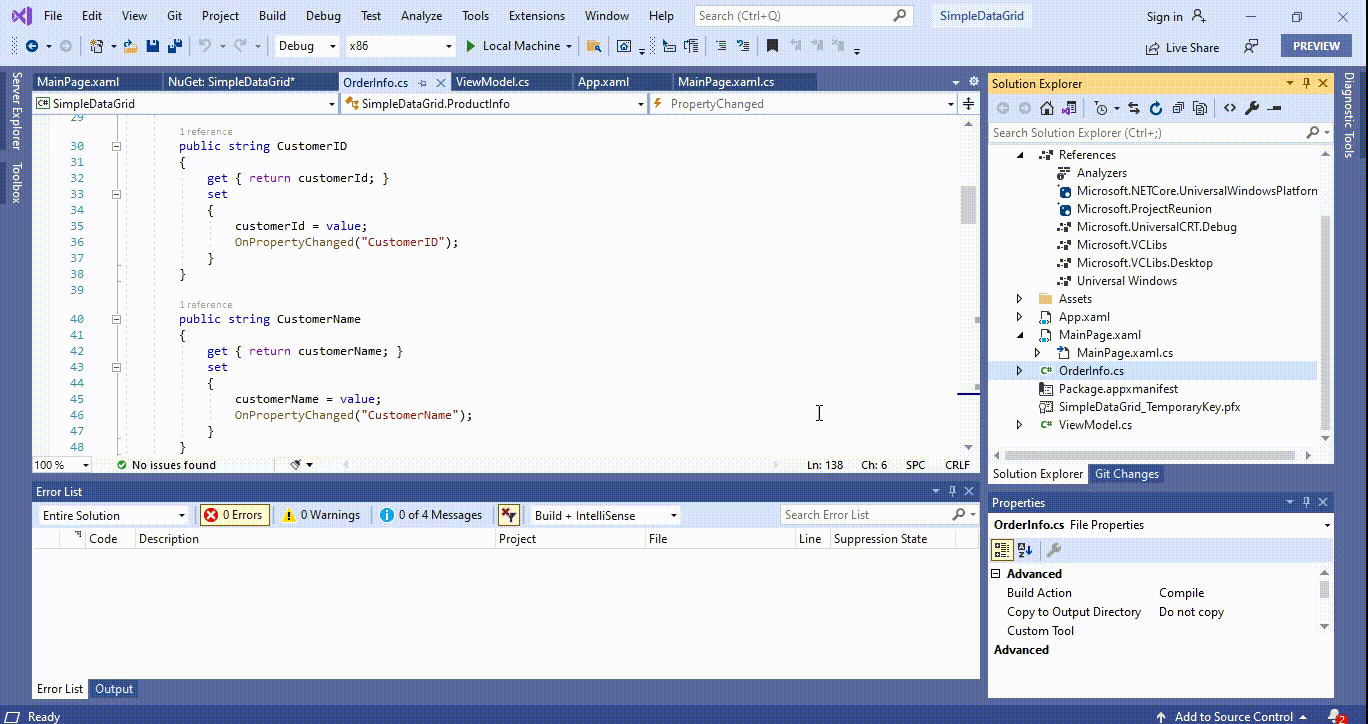 File Edit View Git Project Build Debug Test Analyze Tools Extensions Window Help Search (Ctrl+Q) SimpleDataGrid Sign in
Debug x86 Local Machine Live Share PREVIEW
Server Explorer
Toolbox
MainPage.xaml NuGet: SimpleDataGrid* OrderInfo.cs ViewModel.cs App.xaml MainPage.xaml.cs
SimpleDataGrid SimpleDataGrid.ProductInfo PropertyChanged
29
1 reference
30 public string CustomerID
31 {
32 get { return customerId; }
33 set
34 {
35 customerId = value;
36 OnPropertyChanged("CustomerID");
37 }
38 }
39
1 reference
40 public string CustomerName
41 {
42 get { return customerName; }
43 set
44 {
45 customerName = value;
46 OnPropertyChanged("CustomerName");
47 }
48 }
100 % No issues found Ln: 138 Ch: 6 SPC CRLF
Error List
Entire Solution 0 Errors 0 Warnings 0 of 4 Messages Build + IntelliSense Search Error List
Code Description Project File Line Suppression State
Error List Output
Solution Explorer
Search Solution Explorer (Ctrl+;)
References
Analyzers
Microsoft.NETCore.UniversalWindowsPlatform
Microsoft.ProjectReunion
Microsoft.UniversalCRT.Debug
Microsoft.VCLibs
Microsoft.VCLibs.Desktop
Universal Windows
Assets
App.xaml
MainPage.xaml
MainPage.xaml.cs
C# OrderInfo.cs
Package.appxmanifest
SimpleDataGrid_TemporaryKey.pfx
C# ViewModel.cs
Solution Explorer Git Changes
Properties
OrderInfo.cs File Properties
Advanced
Build Action Compile
Copy to Output Directory Do not copy
Custom Tool
Advanced
Diagnostic Tools
Ready Add to Source Control 2